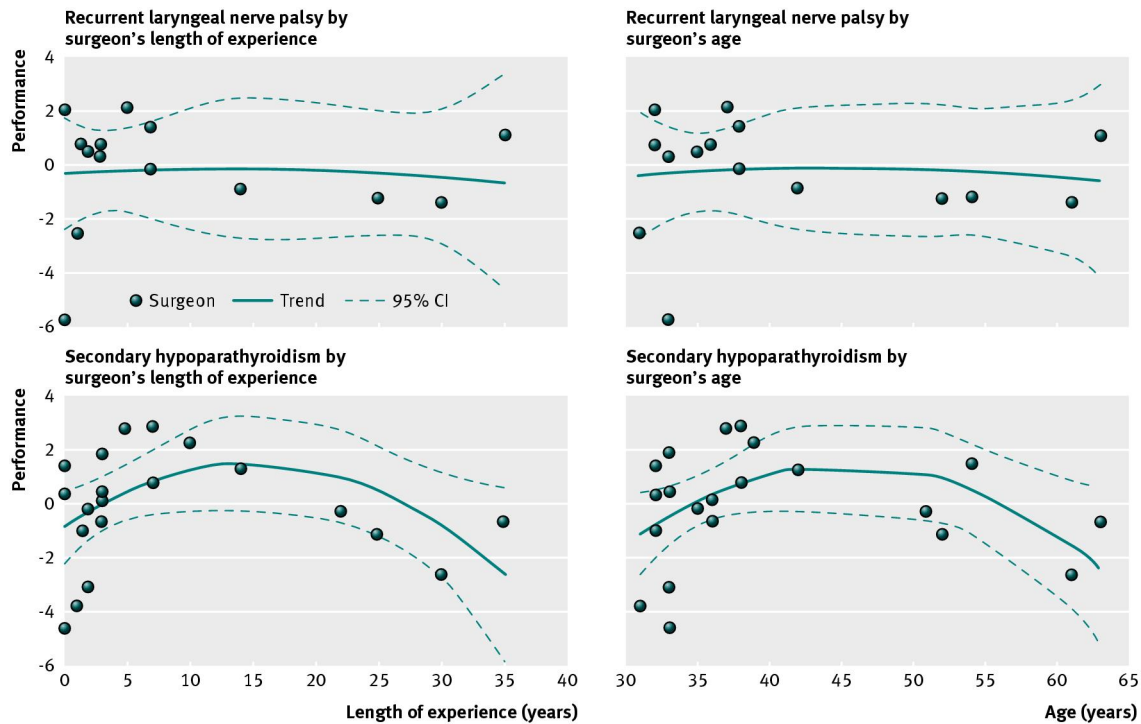 Recurrent laryngeal nerve palsy by
surgeon's length of experience
Performance
4
2
0
-2
-4
-6
Surgeon
Trend
95% CI
Recurrent laryngeal nerve palsy by
surgeon's age
Secondary hypoparathyroidism by
surgeon's length of experience
Performance
4
2
0
-2
-4
-6
0 5 10 15 20 25 30 35 40
Length of experience (years)
Secondary hypoparathyroidism by
surgeon's age
30 35 40 45 50 55 60 65
Age (years)